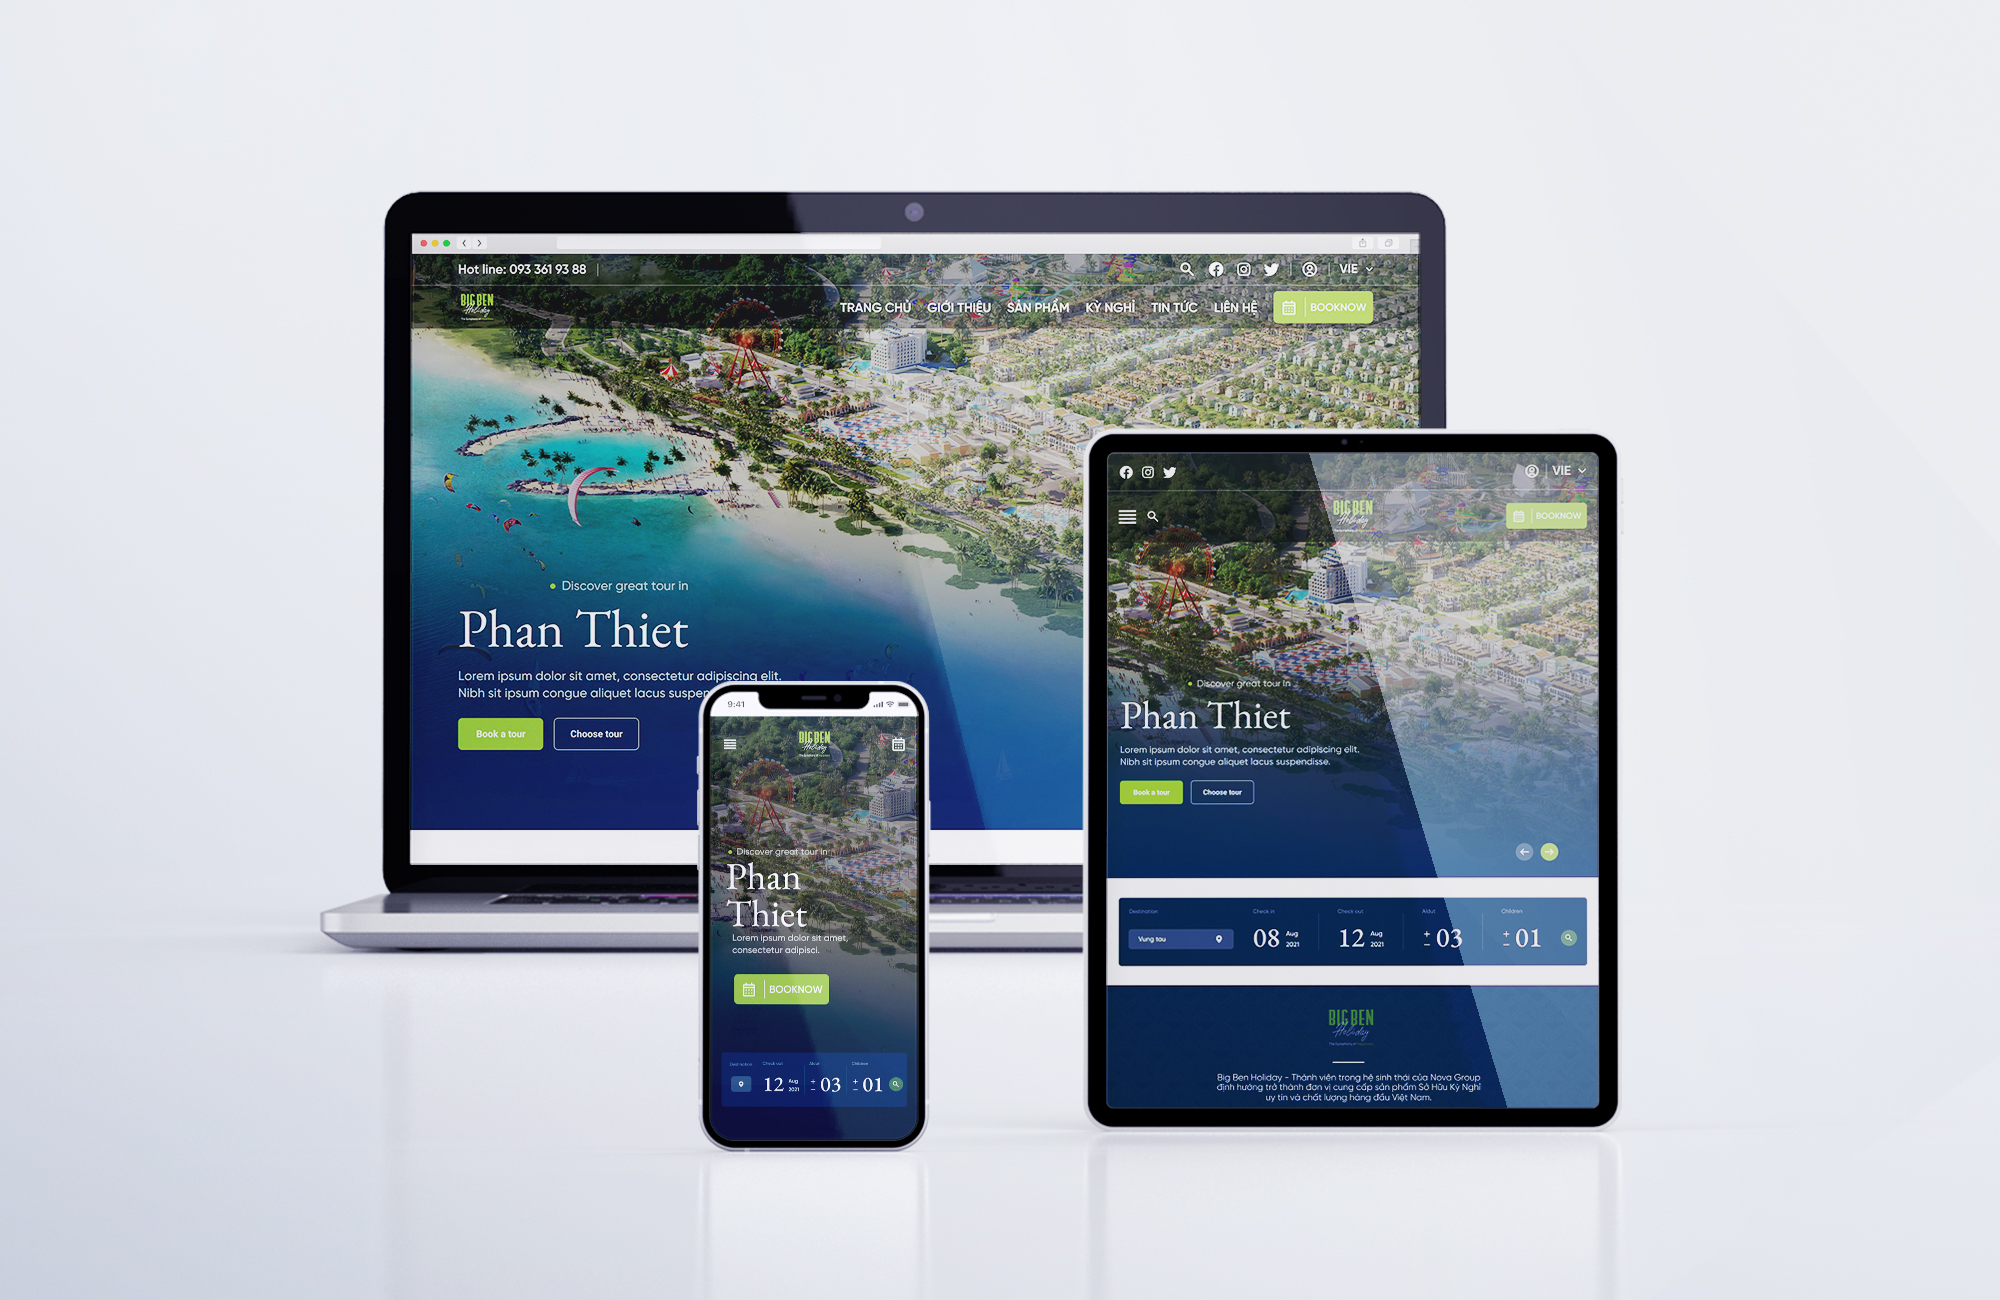 Hot line: 093 361 93 88
VIE
BIG BEN
Holiday
TRANG CHỦ GIỚI THIỆU SẢN PHẨM KỲ NGHỈ TIN TỨC LIÊN HỆ BOOKNOW
Discover great tour in
Phan Thiet
Lorem ipsum dolor sit amet, consectetur adipiscing elit.
Nibh sit ipsum congue aliquet lacus suspen
Book a tour Choose tour
9:41
BIG BEN
Holiday
Discover great tour in
Phan
Thiet
Lorem ipsum dolor sit amet,
consectetur adipisci.
BOOKNOW
Destination Check out Aldut Children
12 Aug 2021 + - 03 + - 01
VIE
BIG BEN
Holiday
BOOKNOW
Discover great tour in
Phan Thiet
Lorem ipsum dolor sit amet, consectetur adipiscing elit.
Nibh sit ipsum congue aliquet lacus suspendisse.
Book a tour Choose tour
Destination Check in Check out Aldut Children
Vung tau 08 Aug 2021 12 Aug 2021 + - 03 + - 01
BIG BEN
Holiday
Big Ben Holiday - Thành viên trong hệ sinh thái của Nova Group
định hướng trở thành đơn vị cung cấp sản phẩm Sở Hữu Kỳ Nghỉ
uy tín và chất lượng hàng đầu Việt Nam.